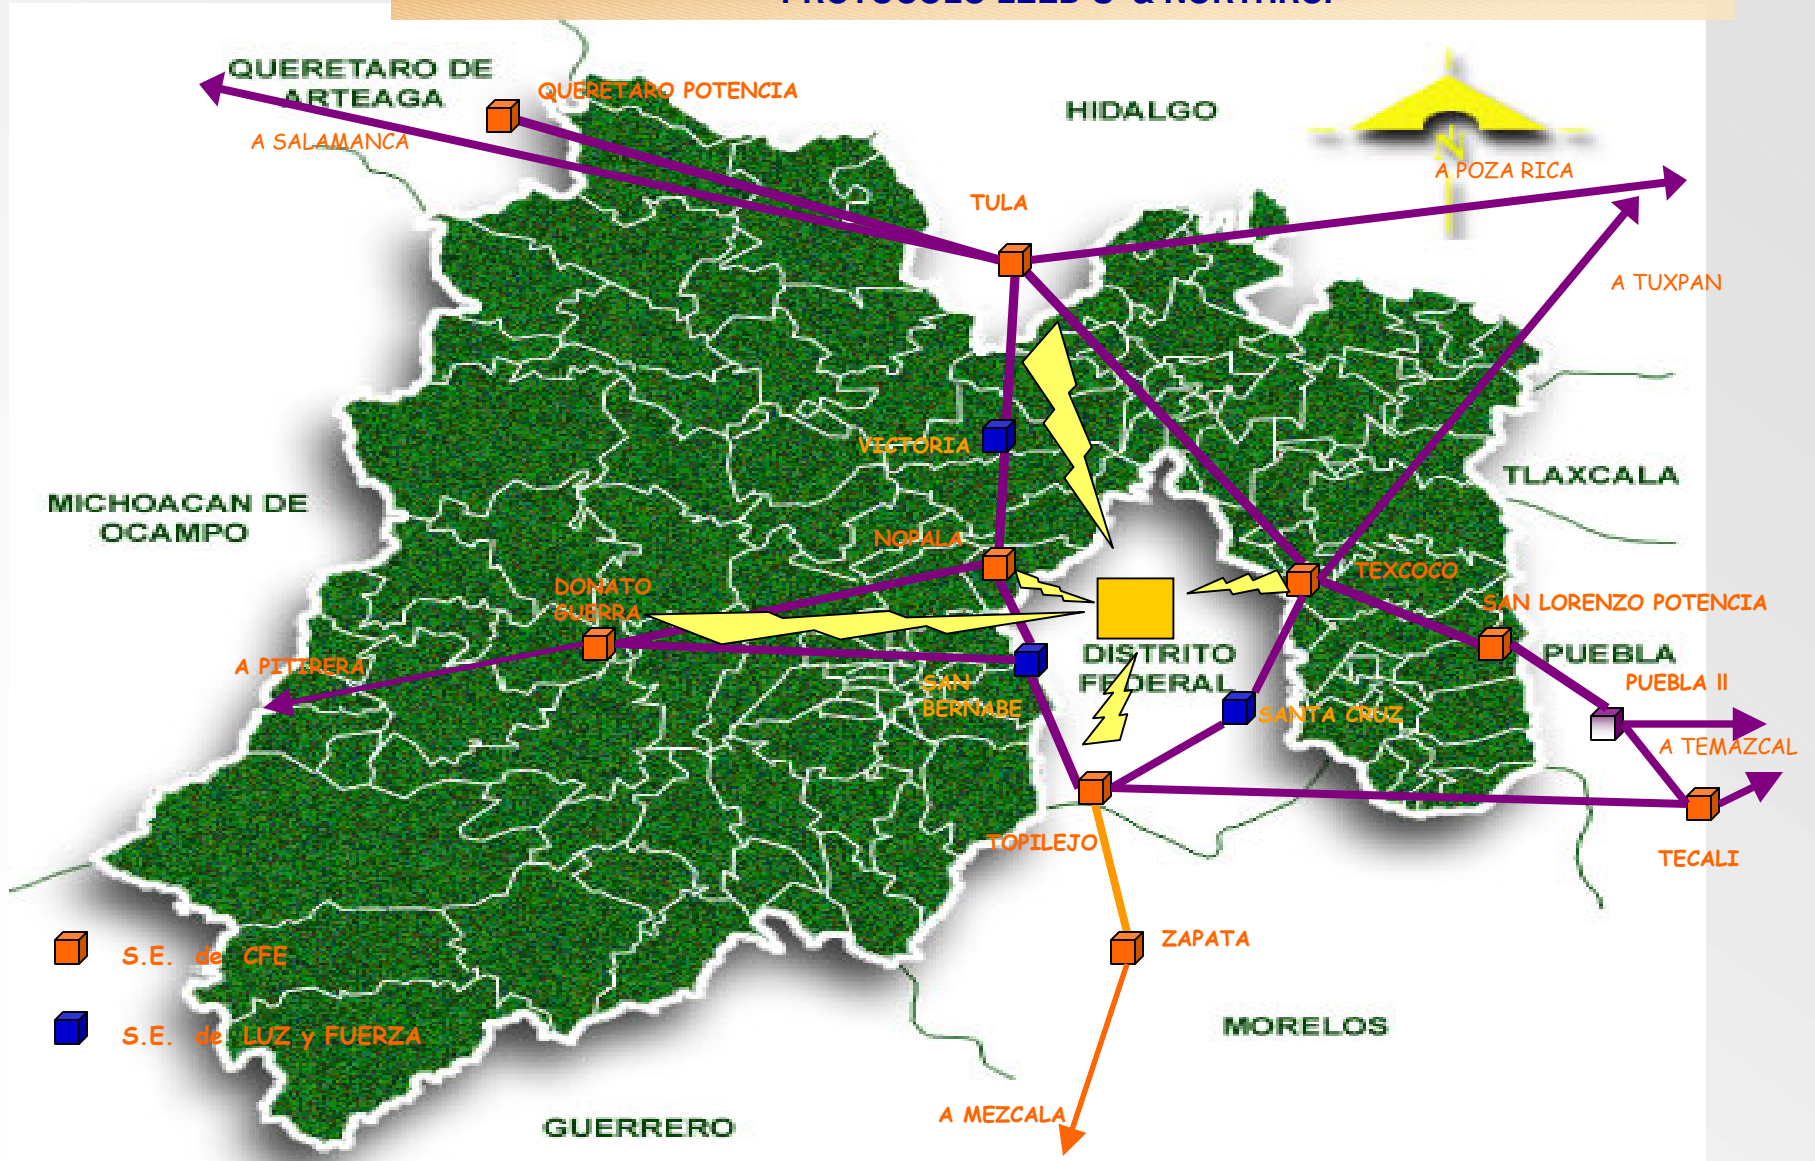 QUERETARO DE
ARTEAGA
QUERETARO POTENCIA
HIDALGO
A SALAMANCA
N
A POZA RICA
TULA
A TUXPAN
VICTORIA
TLAXCALA
MICHOACAN DE
OCAMPO
NOPALA
TEXCOCO
DONATO
GUERRA
SAN LORENZO POTENCIA
DISTRITO
FEDERAL
PUEBLA
A PITIRERA
SAN
BERNABE
PUEBLA II
SANTA CRUZ
A TEMAZCAL
TOPILEJO
TECALI
ZAPATA
S.E. de CFE
MORELOS
S.E. de LUZ y FUERZA
A MEZCALA
GUERRERO